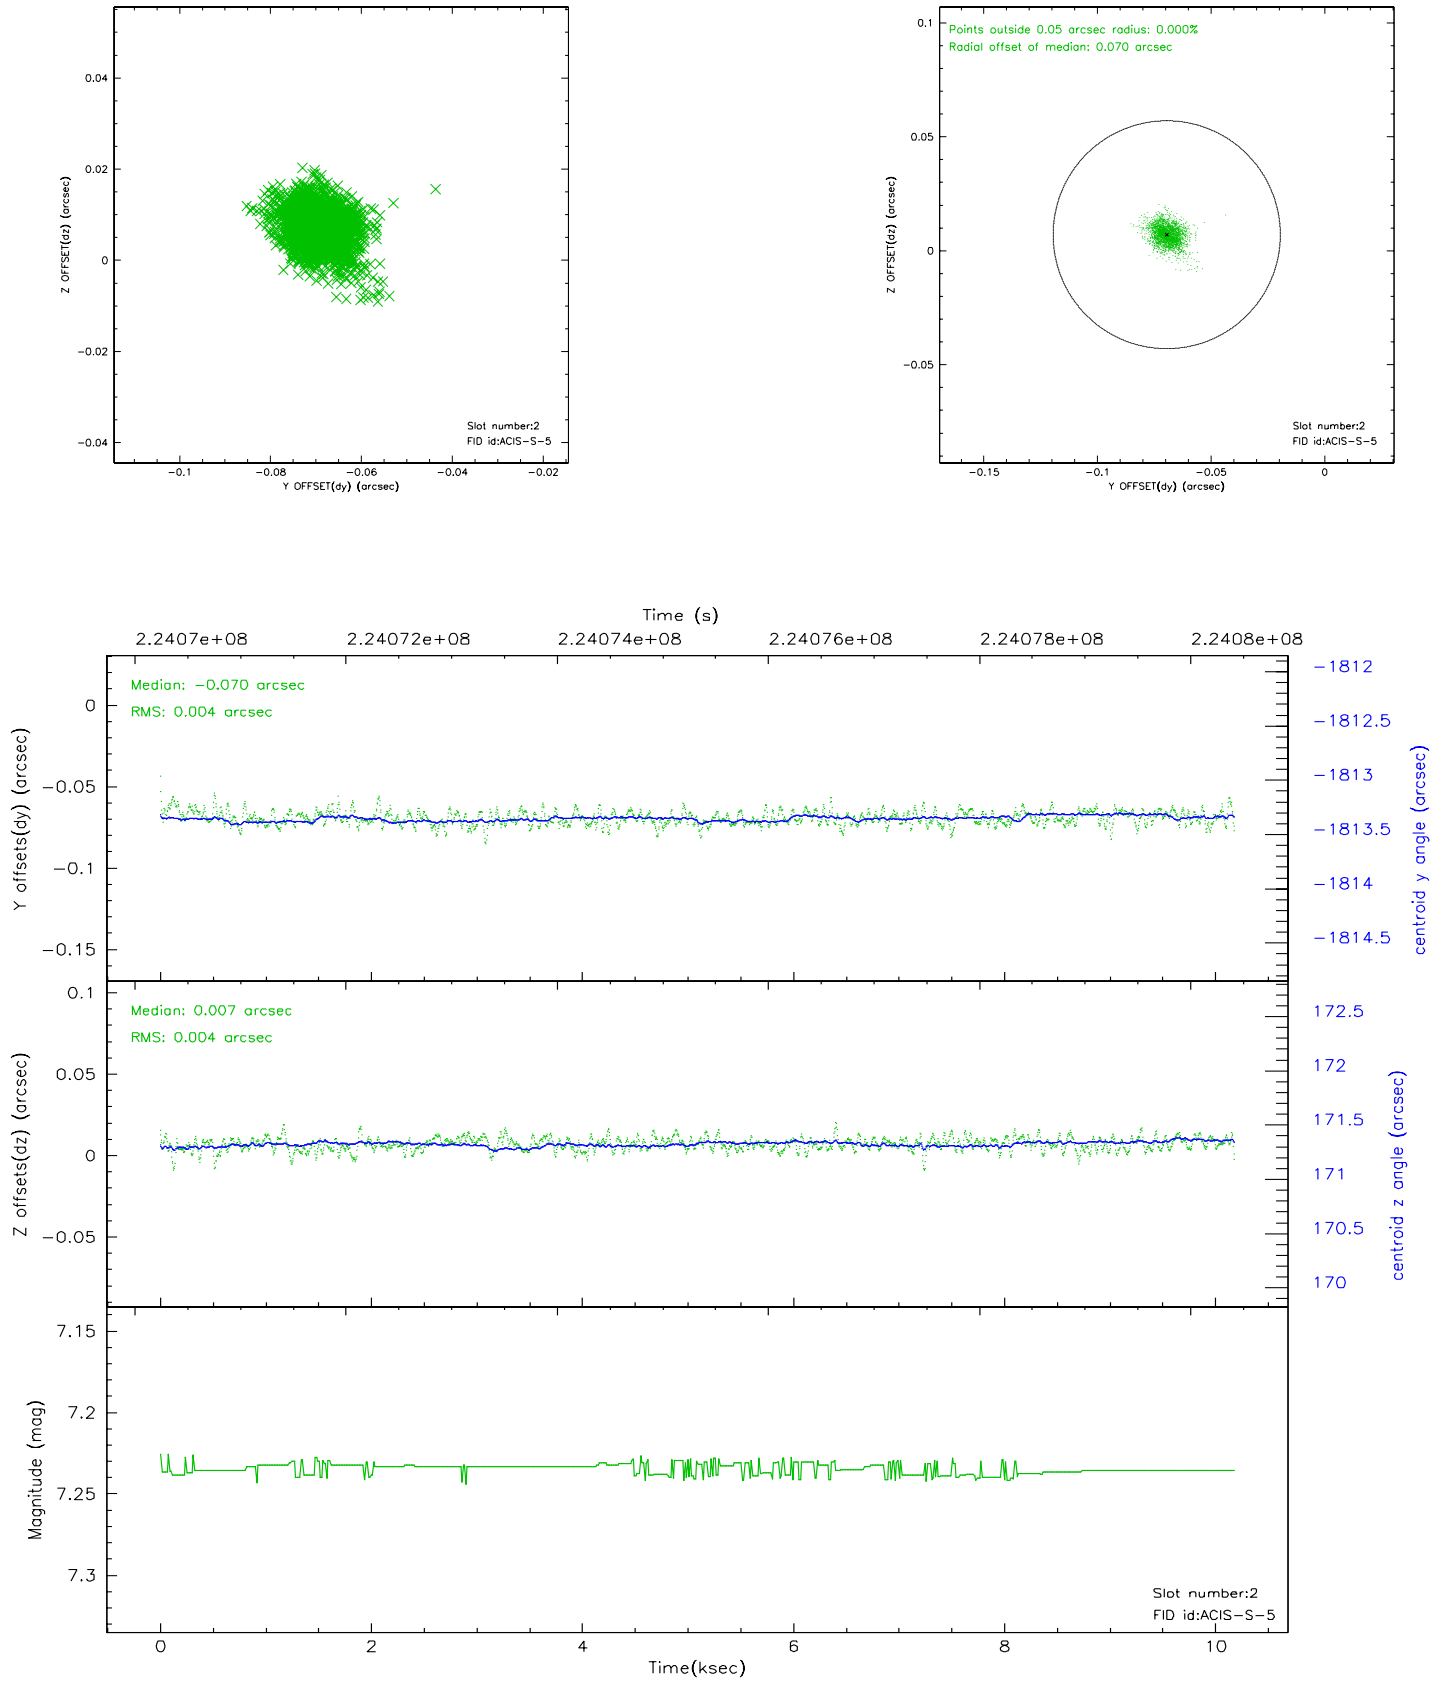 0.04
0.02
0
−0.02
−0.04
Z OFFSET(dz) (arcsec)
Slot number:2
FID id:ACIS−S−5
−0.1
−0.08
−0.06
−0.04
−0.02
Y OFFSET(dy) (arcsec)
Points outside 0.05 arcsec radius: 0.000%
Radial offset of median: 0.070 arcsec
0.1
0.05
0
−0.05
Z OFFSET(dz) (arcsec)
Slot number:2
FID id:ACIS−S−5
−0.15
−0.1
−0.05
0
Y OFFSET(dy) (arcsec)
Time (s)
2.2407e+08
2.24072e+08
2.24074e+08
2.24076e+08
2.24078e+08
2.2408e+08
Median: −0.070 arcsec
RMS: 0.004 arcsec
0
−0.05
−0.1
−0.15
Y offsets(dy) (arcsec)
−1812
−1812.5
−1813
−1813.5
−1814
−1814.5
centroid y angle (arcsec)
Median: 0.007 arcsec
RMS: 0.004 arcsec
0.1
0.05
0
−0.05
Z offsets(dz) (arcsec)
172.5
172
171.5
171
170.5
170
centroid z angle (arcsec)
7.15
7.2
7.25
7.3
Magnitude (mag)
Slot number:2
FID id:ACIS−S−5
0
2
4
6
8
10
Time(ksec)